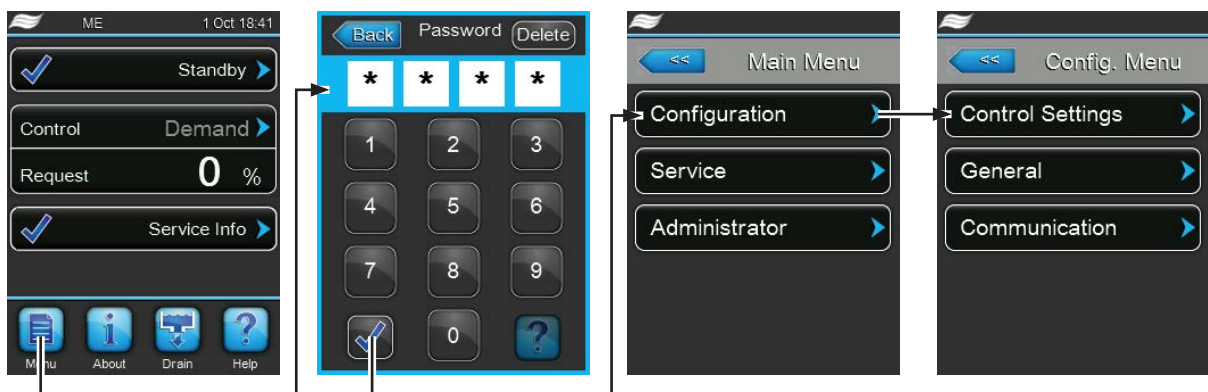 ME 1 Oct 18:41
Standby
Control Demand
Request 0 %
Service Info
Menu About Drain Help
Back Password Delete
* * * *
1 2 3
4 5 6
7 8 9
0 ?
<< Main Menu
Configuration
Service
Administrator
<< Config. Menu
Control Settings
General
Communication